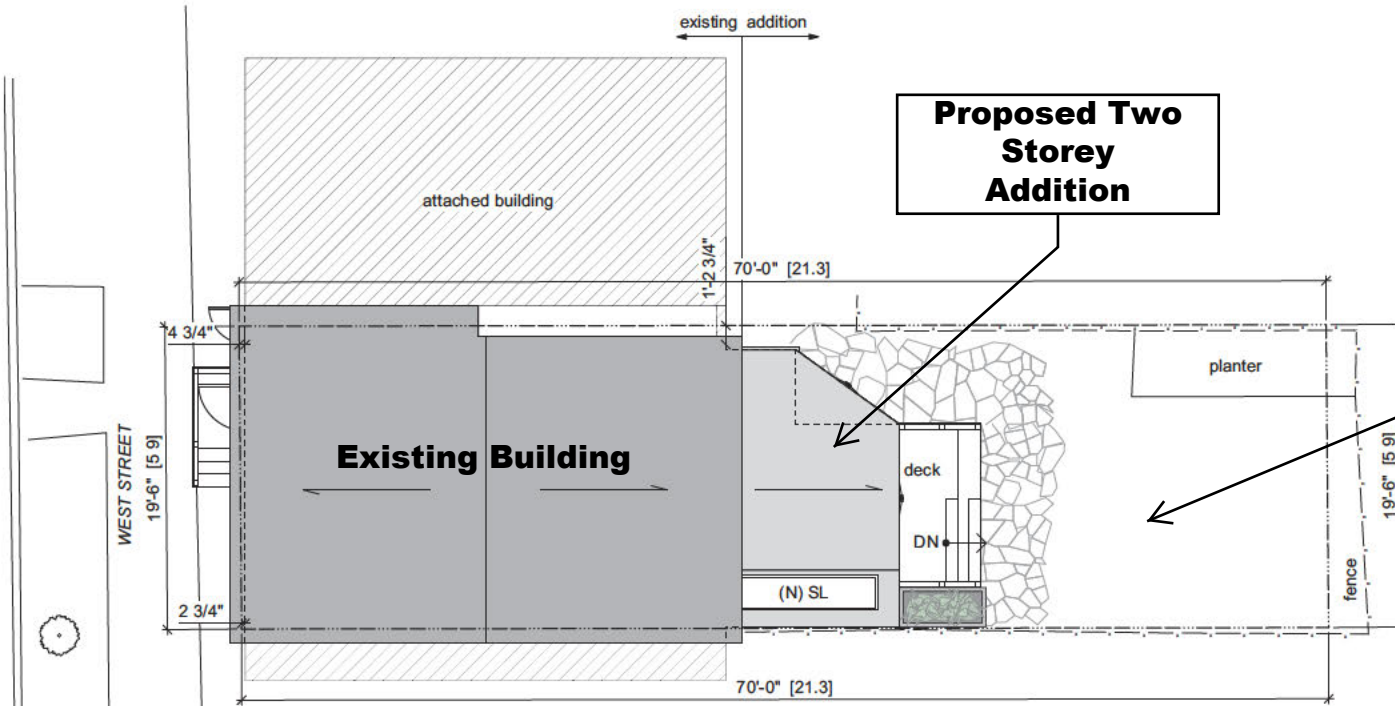 existing addition
Proposed Two
Storey
Addition
attached building
1'-2 3/4"
70'-0" [21.3]
4 3/4"
planter
WEST STREET
19'-6" [5 9]
Existing Building
deck
19'-6" [5 9]
DN
(N) SL
2 3/4"
fence
70'-0" [21.3]